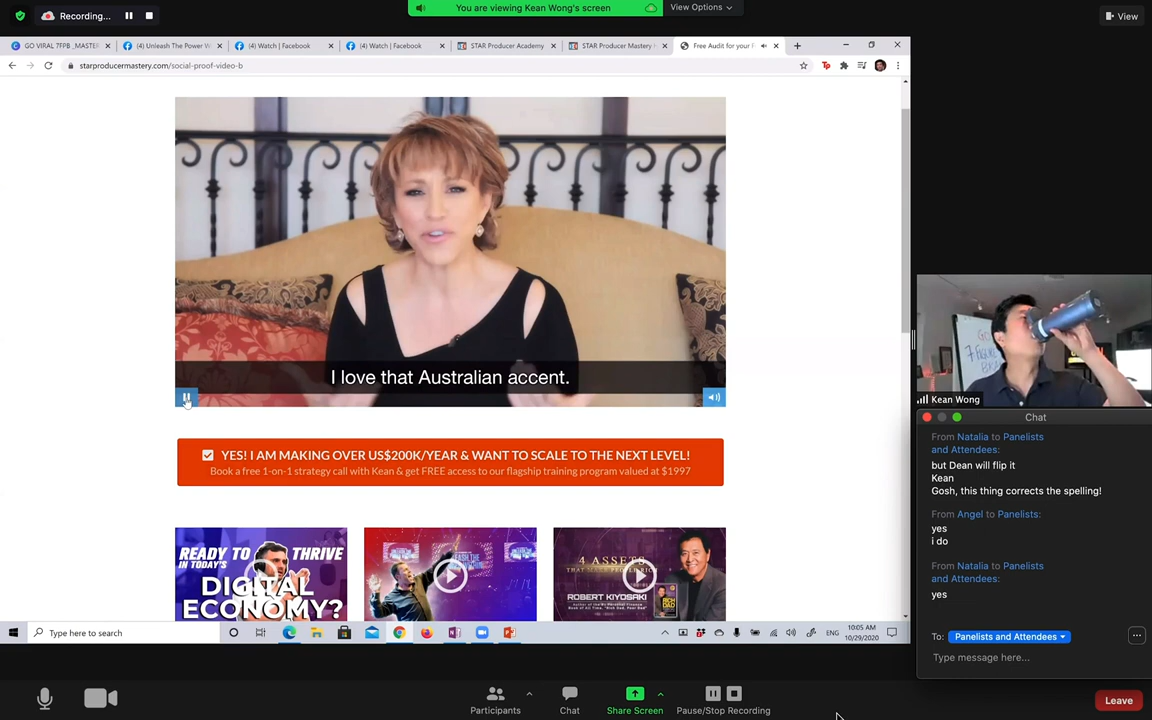 Recording...
You are viewing Kean Wong's screen
View Options
View
GO VIRAL 7FPB _MASTER
(4) Unleash The Power
(4) Watch | Facebook
(4) Watch | Facebook
STAR Producer Academy
STAR Producer Mastery
Free Audit for your
starproducermastery.com/social-proof-video-b
I love that Australian accent.
YES! I AM MAKING OVER US$200K/YEAR & WANT TO SCALE TO THE NEXT LEVEL!
Book a free 1-on-1 strategy call with Kean & get FREE access to our flagship training program valued at $1997
READY TO THRIVE
IN TODAY'S
DIGITAL
ECONOMY?
4 ASSETS
ROBERT KIYOSAKI
Type here to search
ENG
10:05 AM
10/29/2020
Kean Wong
Chat
From Natalia to Panelists
and Attendees:
but Dean will flip it
Kean
Gosh, this thing corrects the spelling!
From Angel to Panelists:
yes
i do
From Natalia to Panelists
and Attendees:
yes
To: Panelists and Attendees
Type message here...
Participants
Chat
Share Screen
Pause/Stop Recording
Leave